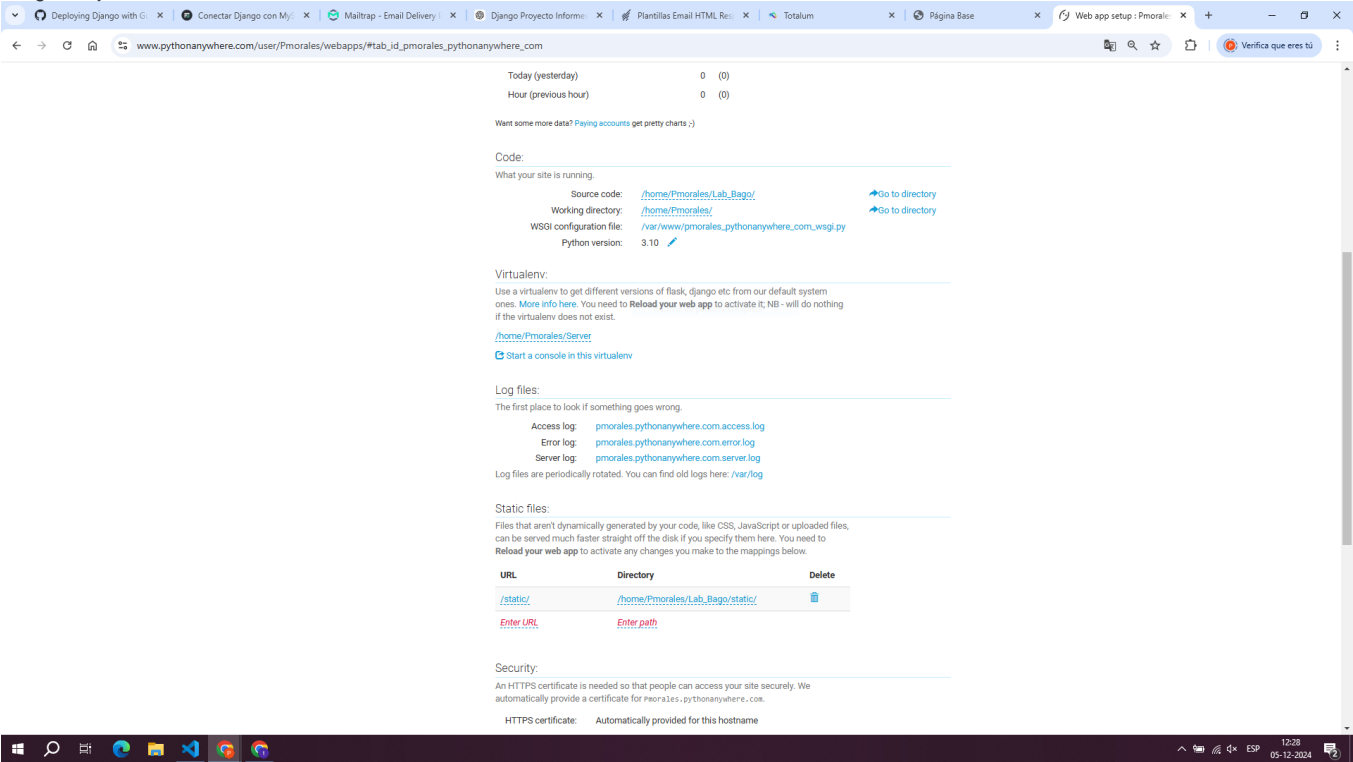 Deploying Django with G
Conectar Django con My
Mailtrap - Email Delivery
Django Proyecto Informe
Plantillas Email HTML Res
Totalum
Página Base
Web app setup : Pmorale
www.pythonanywhere.com/user/Pmorales/webapps/#tab_id_pmorales_pythonanywhere_com
Verifica que eres tú
Today (yesterday) 0 (0)
Hour (previous hour) 0 (0)
Want some more data? Paying accounts get pretty charts ;-)
Code:
What your site is running.
Source code: /home/Pmorales/Lab_Bago/ Go to directory
Working directory: /home/Pmorales/ Go to directory
WSGI configuration file: /var/www/pmorales_pythonanywhere_com_wsgi.py
Python version: 3.10
Virtualenv:
Use a virtualenv to get different versions of flask, django etc from our default system
ones. More info here. You need to Reload your web app to activate it; NB - will do nothing
if the virtualenv does not exist.
/home/Pmorales/Server
Start a console in this virtualenv
Log files:
The first place to look if something goes wrong.
Access log: pmorales.pythonanywhere.com.access.log
Error log: pmorales.pythonanywhere.com.error.log
Server log: pmorales.pythonanywhere.com.server.log
Log files are periodically rotated. You can find old logs here: /var/log
Static files:
Files that aren't dynamically generated by your code, like CSS, JavaScript or uploaded files,
can be served much faster straight off the disk if you specify them here. You need to
Reload your web app to activate any changes you make to the mappings below.
URL Directory Delete
/static/ /home/Pmorales/Lab_Bago/static/
Enter URL Enter path
Security:
An HTTPS certificate is needed so that people can access your site securely. We
automatically provide a certificate for Pmorales.pythonanywhere.com.
HTTPS certificate: Automatically provided for this hostname
ESP
12:28
05-12-2024
2